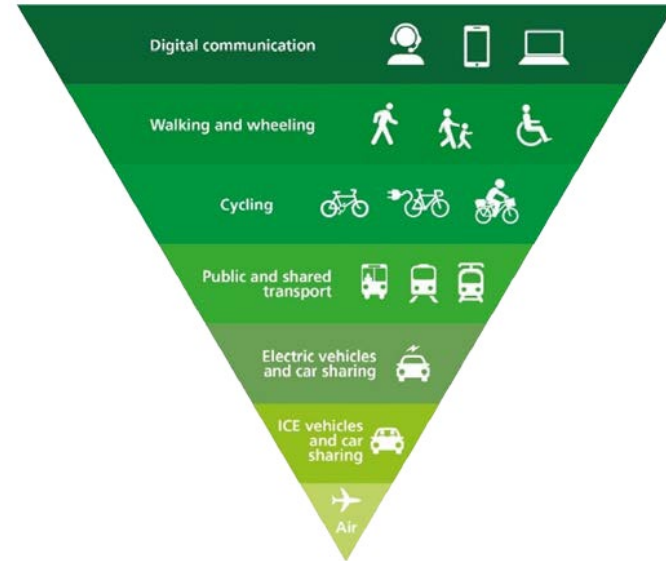 Digital communication
Walking and wheeling
Cycling
Public and shared
transport
Electric vehicles
and car sharing
ICE vehicles
and car
sharing
Air